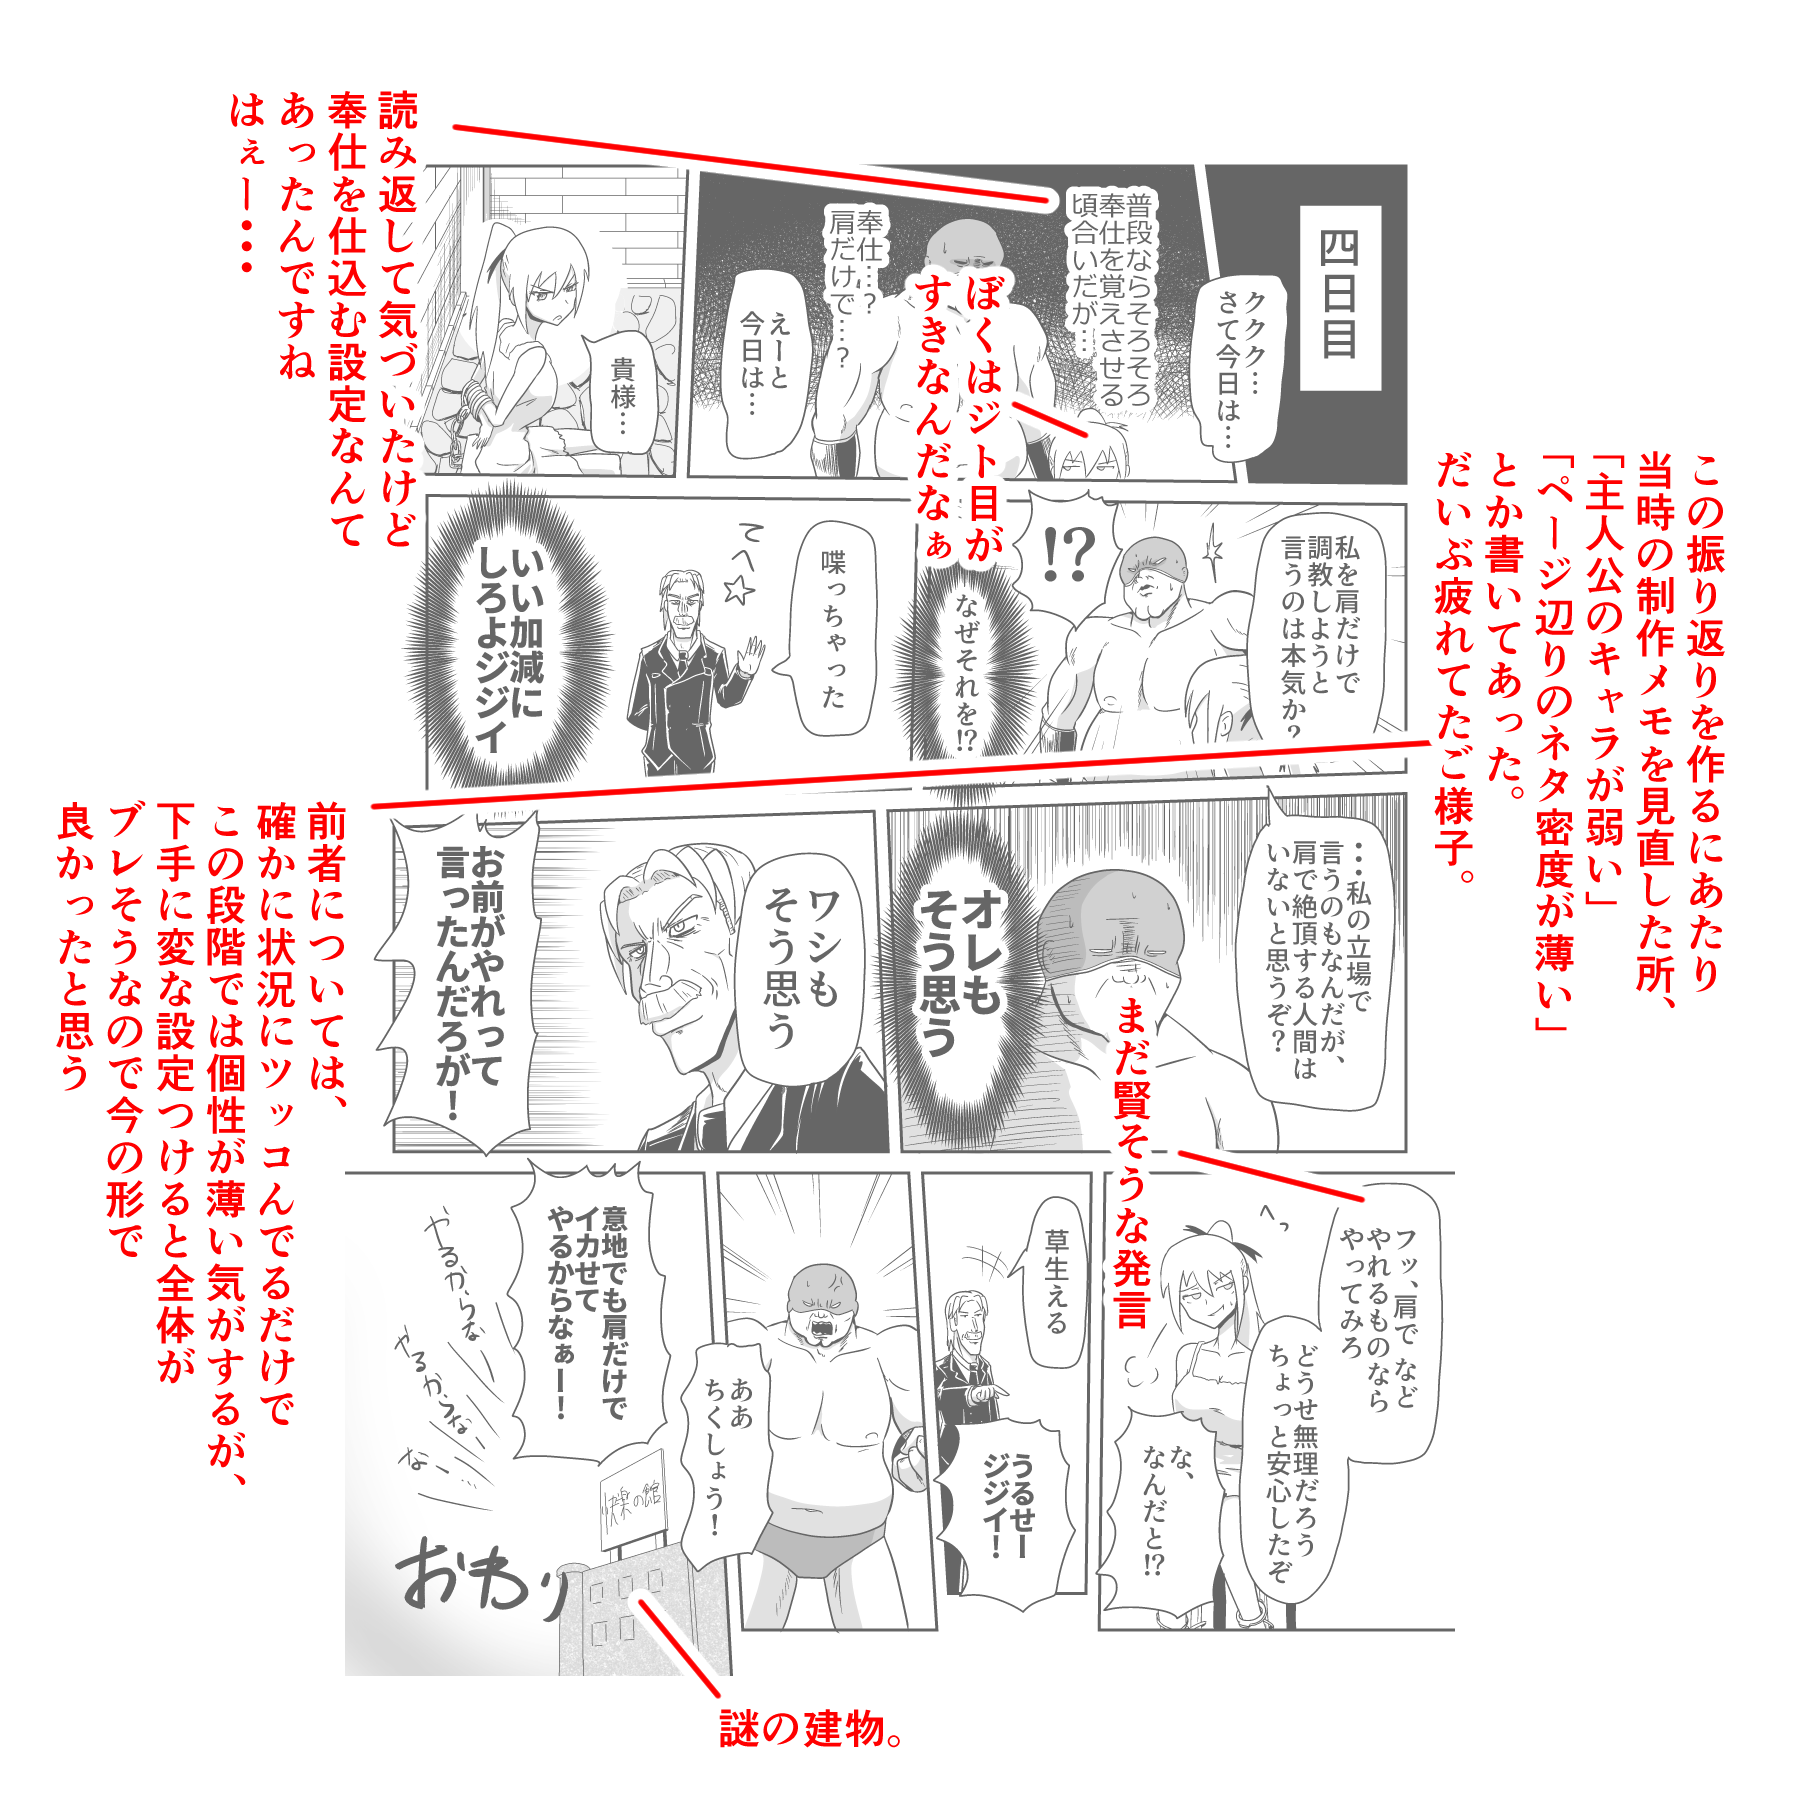 四日目
ククク…
さて今日は…
普段ならそろそろ
奉仕を覚えさせる
頃合いだが…
奉仕…?
肩だけで…?
えーと
今日は…
ぼくはジト目が
すきなんだなぁ
貴様…
読み返して気づいたけど
奉仕を仕込む設定なんて
あったんですね
はぇー・・・
私を肩だけで
調教しようと
言うのは本気か?
!?
なぜそれを!?
喋っちゃった
てへ☆
いい加減に
しろよジジイ
この振り返りを作るにあたり
当時の制作メモを見直した所、
「主人公のキャラが弱い」
「ページ辺りのネタ密度が薄い」
とか書いてあった。
だいぶ疲れてたご様子。
・・・私の立場で
言うのもなんだが、
肩で絶頂する人間は
いないと思うぞ?
オレも
そう思う
ワシも
そう思う
お前がやれって
言ったんだろが!
前者については、
確かに状況にツッコんでるだけで
この段階では個性が薄い気がするが、
下手に変な設定つけると全体が
ブレそうなので今の形で
良かったと思う
まだ賢そうな発言
フッ、肩でなど
やれるものなら
やってみろ
へっ
どうせ無理だろう
ちょっと安心したぞ
な、
なんだと!?
草生える
うるせー
ジジイ!
ああ
ちくしょう!
意地でも肩だけで
イカせて
やるからなぁー!
やるからな
やるからな
なー…
快楽の館
おわり
謎の建物。